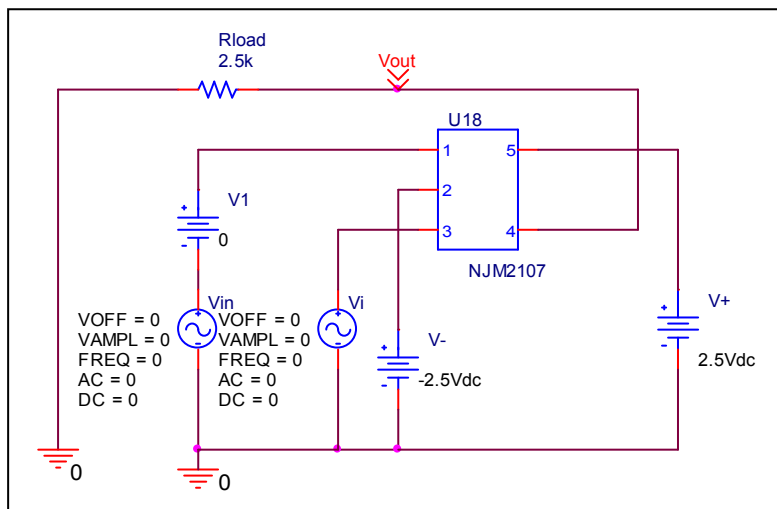 Rload
2.5k
Vout
U18
1
5
2
3
4
NJM2107
V1
0
Vin
VOFF = 0
VAMPL = 0
FREQ = 0
AC = 0
DC = 0
Vi
VOFF = 0
VAMPL = 0
FREQ = 0
AC = 0
DC = 0
V-
-2.5Vdc
V+
2.5Vdc
0
0